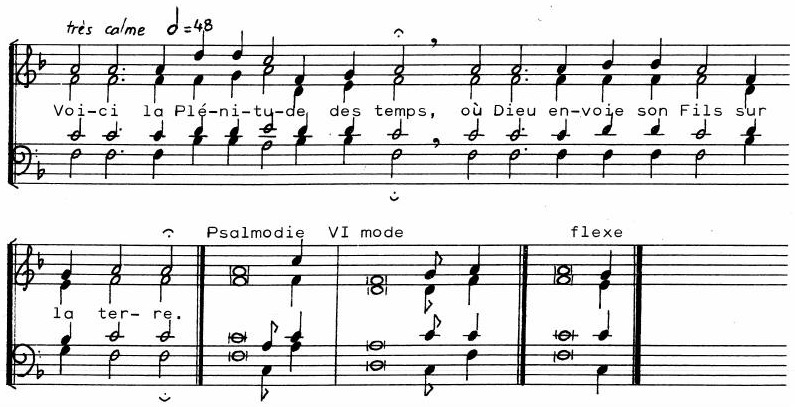 très calme 𝅗𝅥 =48
Voi-ci la Plé-ni-tu-de des temps, où Dieu en-voie son Fils sur
Psalmodie VI mode flexe
la ter- re.